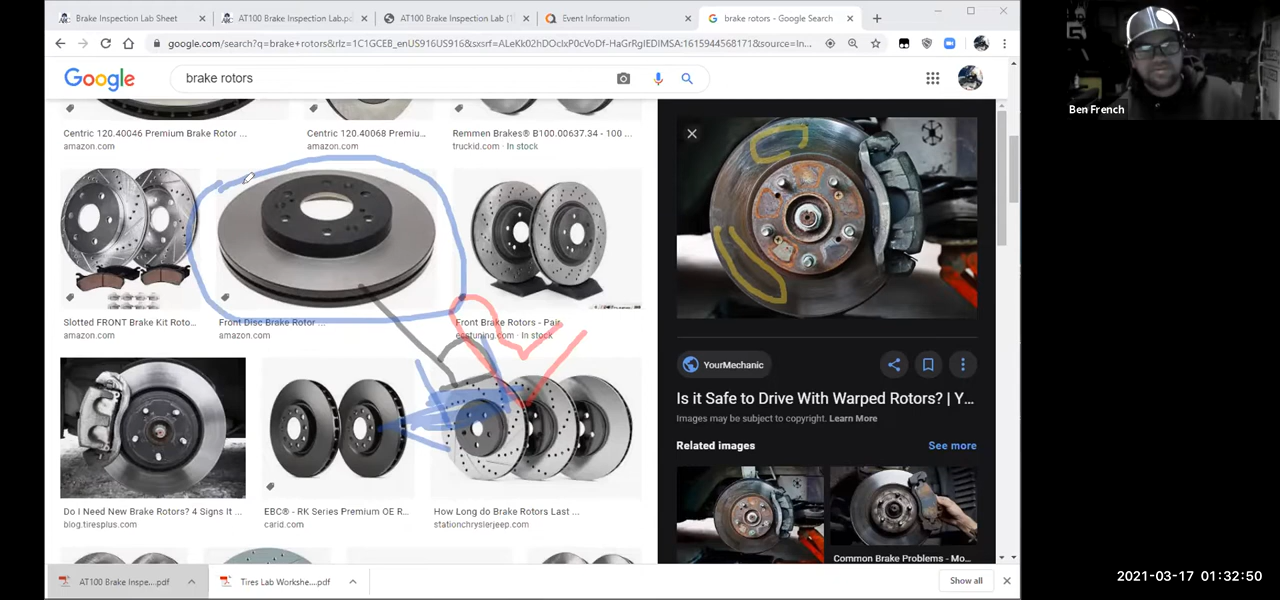 Brake Inspection Lab Sheet
AT100 Brake Inspection Lab.pd
AT100 Brake Inspection Lab (1
Event Information
brake rotors - Google Search
Ben French
Google
brake rotors
Centric 120.40046 Premium Brake Rotor ...
amazon.com
Centric 120.40068 Premiu...
amazon.com
Remmen Brakes® B100.00637.34 - 100 ...
truckid.com · In stock
Slotted FRONT Brake Kit Roto...
amazon.com
Front Disc Brake Rotor ...
amazon.com
Front Brake Rotors - Pair
ecstuning.com · In stock
YourMechanic
Is it Safe to Drive With Warped Rotors? | Y...
Images may be subject to copyright. Learn More
Related images
See more
Do I Need New Brake Rotors? 4 Signs It ...
blog.tiresplus.com
EBC® - RK Series Premium OE R...
carid.com
How Long do Brake Rotors Last ...
stationchryslerjeep.com
Common Brake Problems - Mo...
AT100 Brake Inspe....pdf
Tires Lab Workshe....pdf
Show all
2021-03-17 01:32:50